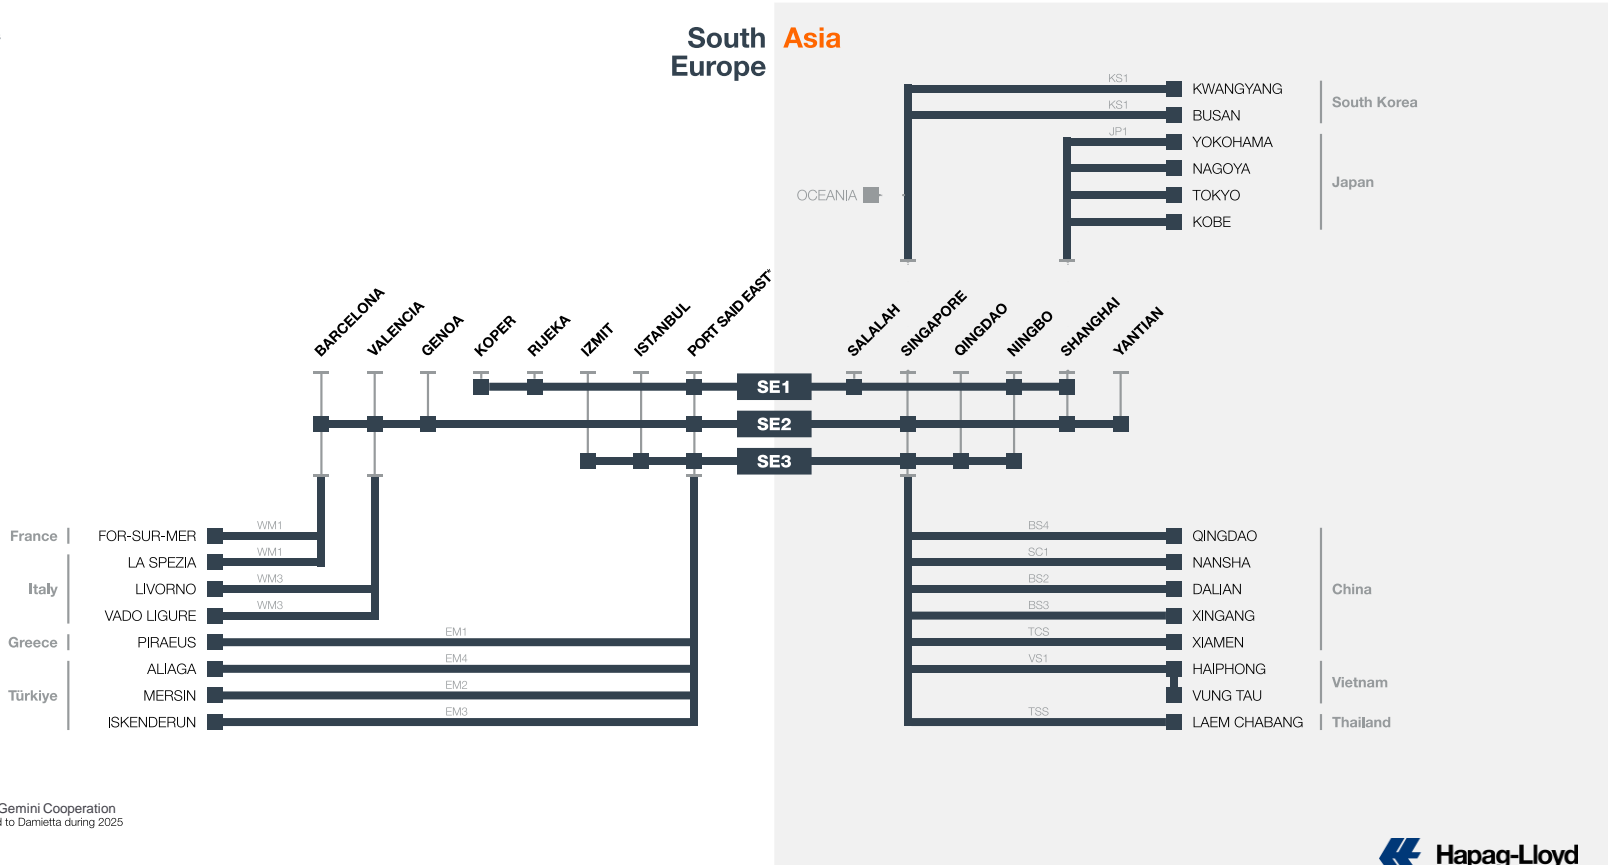 South Asia
Europe
KS1
KWANGYANG
South Korea
KS1
BUSAN
JP1
YOKOHAMA
NAGOYA
Japan
OCEANIA
TOKYO
KOBE
BARCELONA
VALENCIA
GENOA
KOPER
RIJEKA
IZMIT
ISTANBUL
PORT SAID EAST*
SALALAH
SINGAPORE
QINGDAO
NINGBO
SHANGHAI
YANTIAN
SE1
SE2
SE3
France
FOR-SUR-MER
WM1
LA SPEZIA
WM1
Italy
LIVORNO
WM3
VADO LIGURE
WM3
Greece
PIRAEUS
EM1
ALIAGA
EM4
Türkiye
MERSIN
EM2
ISKENDERUN
EM3
BS4
QINGDAO
SC1
NANSHA
BS2
DALIAN
China
BS3
XINGANG
TCS
XIAMEN
VS1
HAIPHONG
Vietnam
VUNG TAU
TSS
LAEM CHABANG
Thailand
Gemini Cooperation
to Damietta during 2025
Hapag-Lloyd